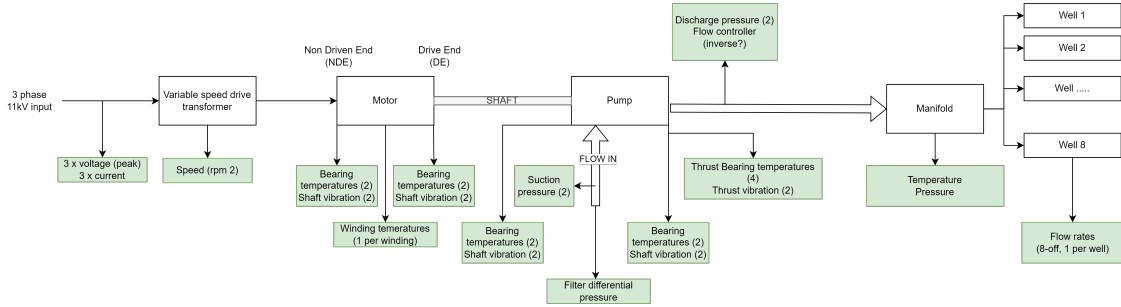 Discharge pressure (2)
Flow controller
(inverse?)
Well 1
Well 2
Well .....
Well 8
Non Driven End
(NDE)
Drive End
(DE)
3 phase
11kV input
Variable speed drive
transformer
Motor
SHAFT
Pump
Manifold
FLOW IN
3 x voltage (peak)
3 x current
Speed (rpm 2)
Bearing
temperatures (2)
Shaft vibration (2)
Bearing
temperatures (2)
Shaft vibration (2)
Winding temeratures
(1 per winding)
Suction
pressure (2)
Thrust Bearing temperatures
(4)
Thrust vibration (2)
Temperature
Pressure
Bearing
temperatures (2)
Shaft vibration (2)
Bearing
temperatures (2)
Shaft vibration (2)
Flow rates
(8-off, 1 per well)
Filter differential
pressure